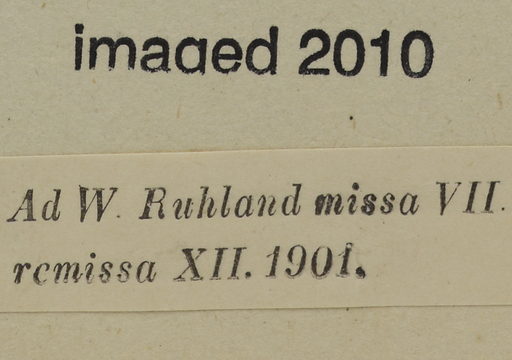 imaged 2010
Ad W. Ruhland missa VII.
remissa XII. 1901.